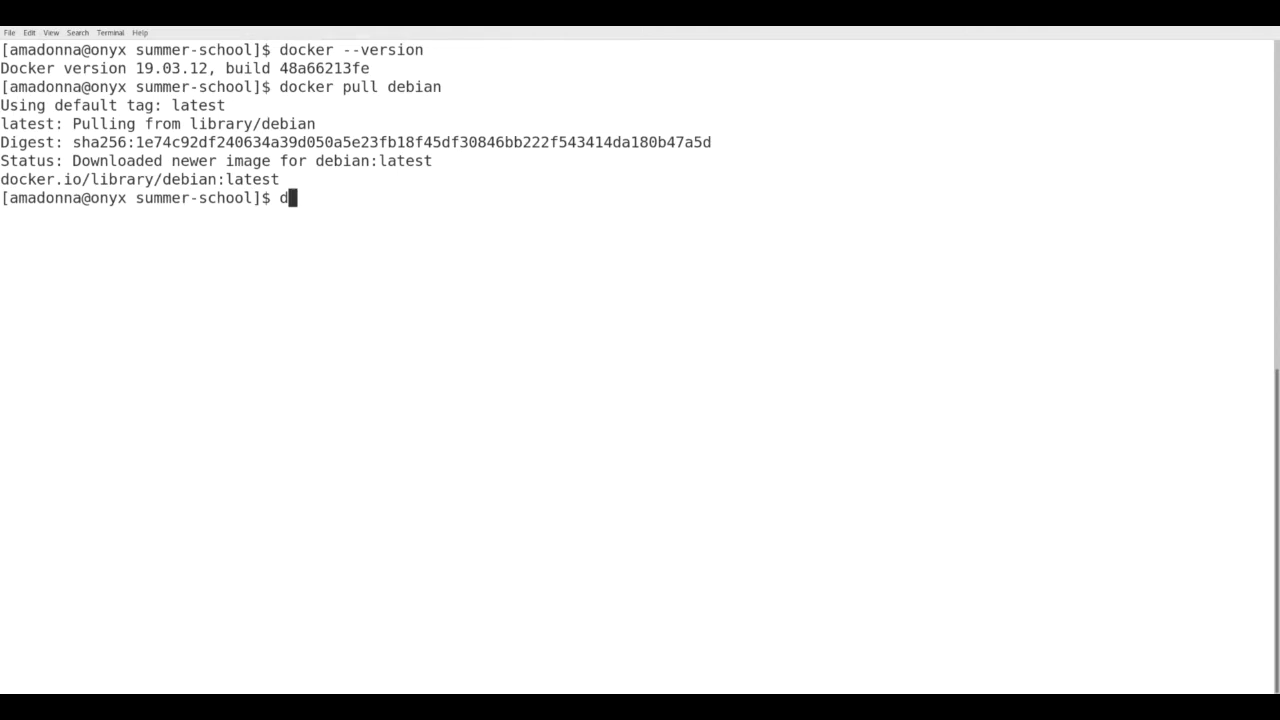 File Edit View Search Terminal Help
[amadonna@onyx summer-school]$ docker --version
Docker version 19.03.12, build 48a66213fe
[amadonna@onyx summer-school]$ docker pull debian
Using default tag: latest
latest: Pulling from library/debian
Digest: sha256:1e74c92df240634a39d050a5e23fb18f45df30846bb222f543414da180b47a5d
Status: Downloaded newer image for debian:latest
docker.io/library/debian:latest
[amadonna@onyx summer-school]$ d